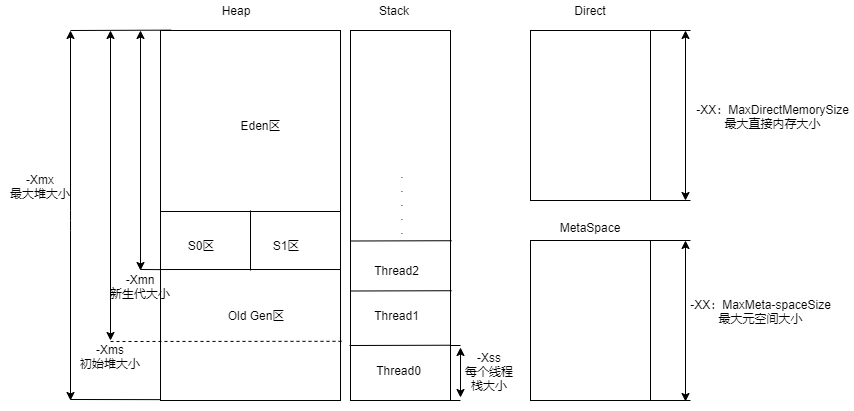 Heap
Stack
Direct
Eden区
-XX：MaxDirectMemorySize
最大直接内存大小
-Xmx
最大堆大小
S0区
S1区
MetaSpace
Thread2
-Xmn
新生代大小
Old Gen区
Thread1
-XX：MaxMeta-spaceSize
最大元空间大小
-Xms
初始堆大小
Thread0
-Xss
每个线程
栈大小